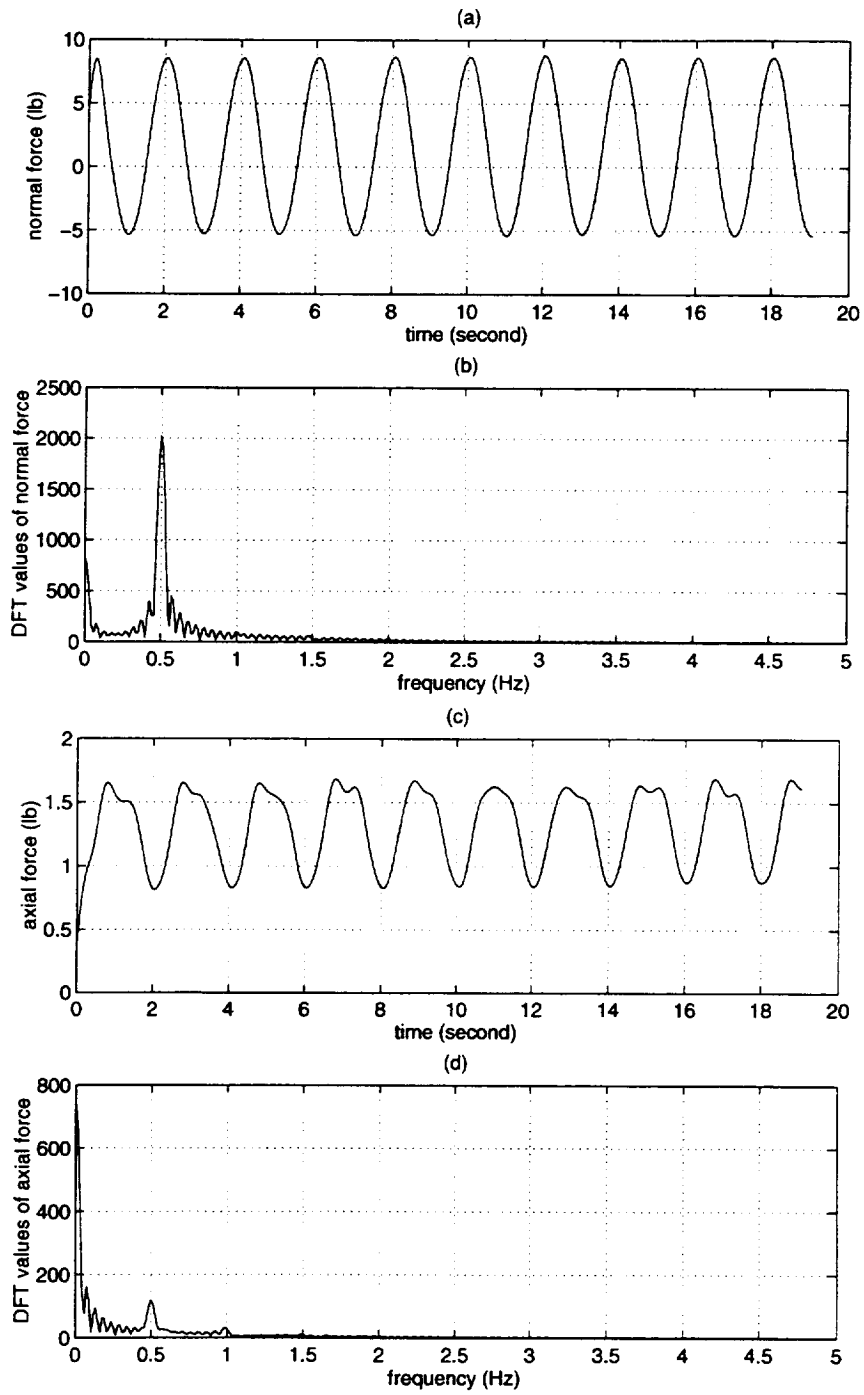 (a)
normal force (lb)
10
5
0
−5
−10
0 2 4 6 8 10 12 14 16 18 20
time (second)
(b)
DFT values of normal force
2500
2000
1500
1000
500
0
0 0.5 1 1.5 2 2.5 3 3.5 4 4.5 5
frequency (Hz)
(c)
axial force (lb)
2
1.5
1
0.5
0
0 2 4 6 8 10 12 14 16 18 20
time (second)
(d)
DFT values of axial force
800
600
400
200
0
0 0.5 1 1.5 2 2.5 3 3.5 4 4.5 5
frequency (Hz)